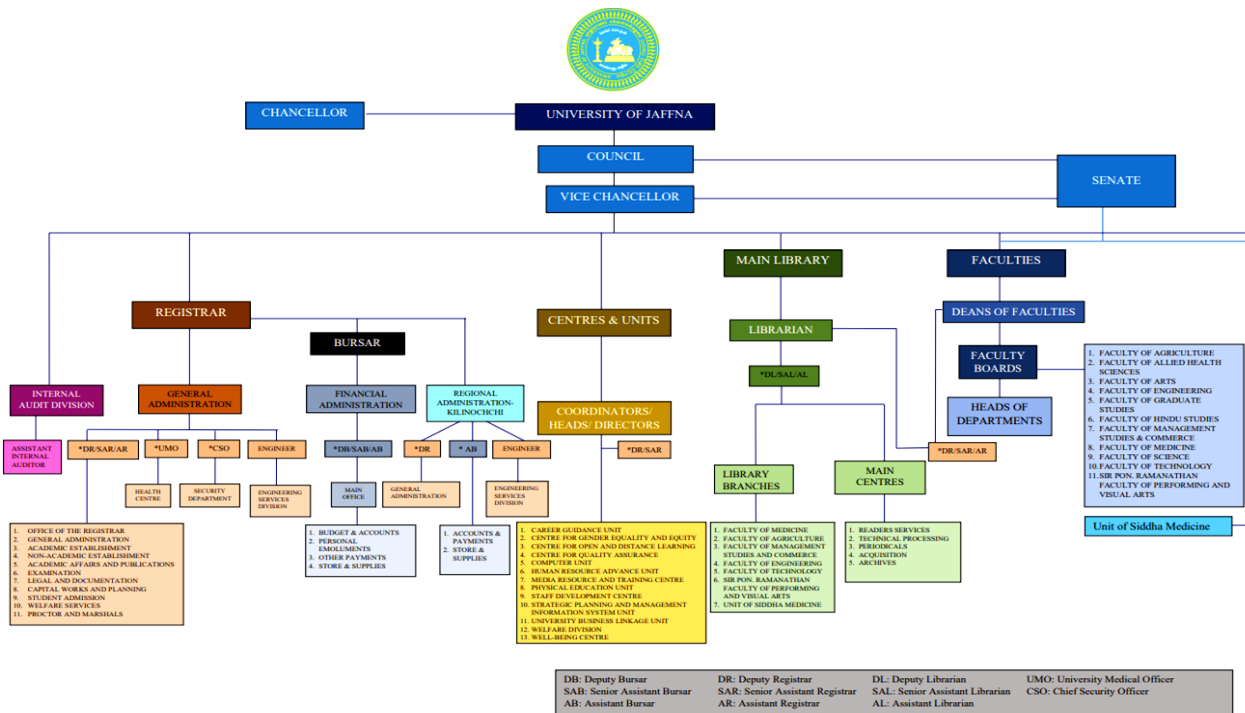 CHANCELLOR
UNIVERSITY OF JAFFNA
COUNCIL
SENATE
VICE CHANCELLOR
MAIN LIBRARY
FACULTIES
REGISTRAR
CENTRES & UNITS
LIBRARIAN
DEANS OF FACULTIES
BURSAR
FACULTY
BOARDS
1. FACULTY OF AGRICULTURE
2. FACULTY OF ALLIED HEALTH
SCIENCES
3. FACULTY OF ARTS
4. FACULTY OF ENGINEERING
5. FACULTY OF GRADUATE
STUDIES
6. FACULTY OF HINDU STUDIES
7. FACULTY OF MANAGEMENT
STUDIES & COMMERCE
8. FACULTY OF MEDICINE
9. FACULTY OF SCIENCE
10. FACULTY OF TECHNOLOGY
11. SIR PON. RAMANATHAN
FACULTY OF PERFORMING AND
VISUAL ARTS
*DL/SAL/AL
INTERNAL
AUDIT DIVISION
GENERAL
ADMINISTRATION
FINANCIAL
ADMINISTRATION
REGIONAL
ADMINISTRATION-
KILINOCHCHI
COORDINATORS/
HEADS/ DIRECTORS
HEADS OF
DEPARTMENTS
ASSISTANT
INTERNAL
AUDITOR
*DR/SAR/AR
*UMO
*CSO
ENGINEER
*DB/SAB/AB
*DR
* AB
ENGINEER
*DR/SAR
*DR/SAR/AR
LIBRARY
BRANCHES
MAIN
CENTRES
HEALTH
CENTRE
SECURITY
DEPARTMENT
ENGINEERING
SERVICES
DIVISION
MAIN
OFFICE
GENERAL
ADMINISTRATION
ENGINEERING
SERVICES
DIVISION
Unit of Siddha Medicine
1. OFFICE OF THE REGISTRAR
2. GENERAL ADMINISTRATION
3. ACADEMIC ESTABLISHMENT
4. NON-ACADEMIC ESTABLISHMENT
5. ACADEMIC AFFAIRS AND PUBLICATIONS
6. EXAMINATION
7. LEGAL AND DOCUMENTATION
8. CAPITAL WORKS AND PLANNING
9. STUDENT ADMISSION
10. WELFARE SERVICES
11. PROCTOR AND MARSHALS
1. BUDGET & ACCOUNTS
2. PERSONAL
EMOLUMENTS
3. OTHER PAYMENTS
4. STORE & SUPPLIES
1. ACCOUNTS &
PAYMENTS
2. STORE &
SUPPLIES
1. CAREER GUIDANCE UNIT
2. CENTRE FOR GENDER EQUALITY AND EQUITY
3. CENTRE FOR OPEN AND DISTANCE LEARNING
4. CENTRE FOR QUALITY ASSURANCE
5. COMPUTER UNIT
6. HUMAN RESOURCE ADVANCE UNIT
7. MEDIA RESOURCE AND TRAINING CENTRE
8. PHYSICAL EDUCATION UNIT
9. STAFF DEVELOPMENT CENTRE
10. STRATEGIC PLANNING AND MANAGEMENT
INFORMATION SYSTEM UNIT
11. UNIVERSITY BUSINESS LINKAGE UNIT
12. WELFARE DIVISION
13. WELL-BEING CENTRE
1. FACULTY OF MEDICINE
2. FACULTY OF AGRICULTURE
3. FACULTY OF MANAGEMENT
STUDIES AND COMMERCE
4. FACULTY OF ENGINEERING
5. FACULTY OF TECHNOLOGY
6. SIR PON. RAMANATHAN
FACULTY OF PERFORMING
AND VISUAL ARTS
7. UNIT OF SIDDHA MEDICINE
1. READERS SERVICES
2. TECHNICAL PROCESSING
3. PERIODICALS
4. ACQUISITION
5. ARCHIVES
DB: Deputy Bursar DR: Deputy Registrar DL: Deputy Librarian UMO: University Medical Officer
SAB: Senior Assistant Bursar SAR: Senior Assistant Registrar SAL: Senior Assistant Librarian CSO: Chief Security Officer
AB: Assistant Bursar AR: Assistant Registrar AL: Assistant Librarian